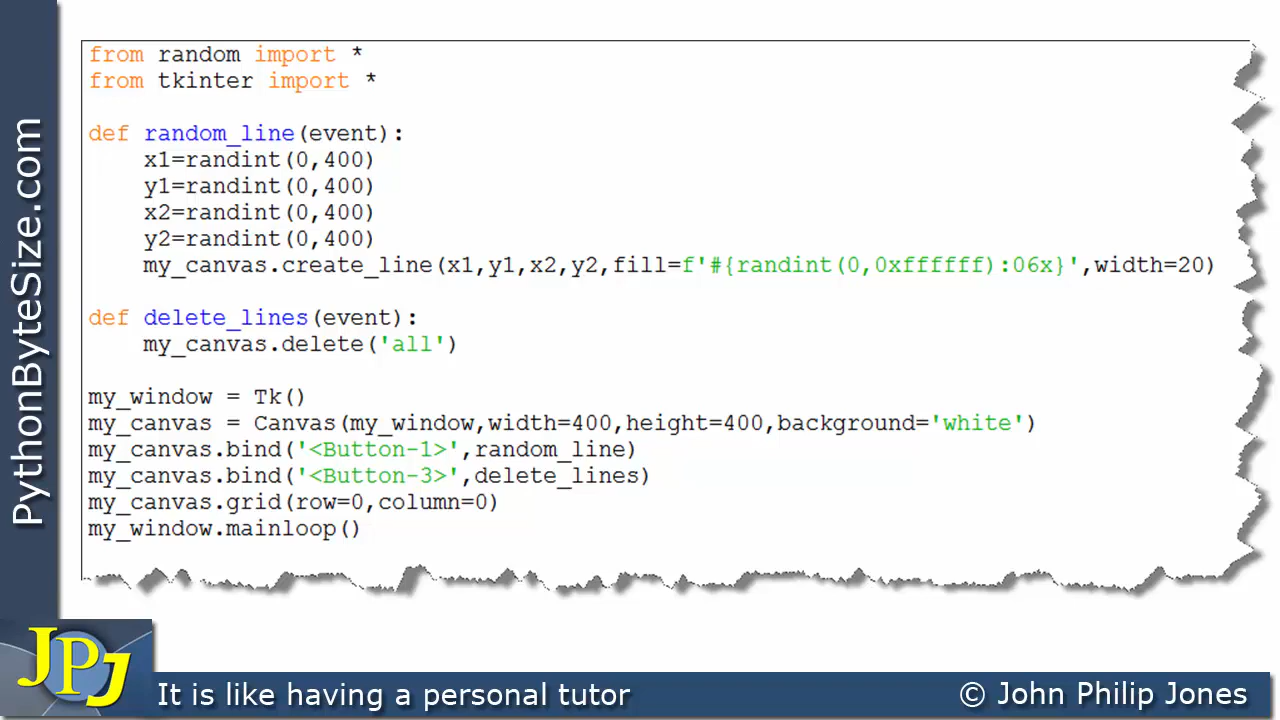 from random import *
from tkinter import *
def random_line(event):
    x1=randint(0,400)
    y1=randint(0,400)
    x2=randint(0,400)
    y2=randint(0,400)
    my_canvas.create_line(x1,y1,x2,y2,fill=f'#{randint(0,0xffffff):06x}',width=20)
def delete_lines(event):
    my_canvas.delete('all')
my_window = Tk()
my_canvas = Canvas(my_window,width=400,height=400,background='white')
my_canvas.bind('<Button-1>',random_line)
my_canvas.bind('<Button-3>',delete_lines)
my_canvas.grid(row=0,column=0)
my_window.mainloop()
PythonByteSize.com
JPJ
It is like having a personal tutor
© John Philip Jones